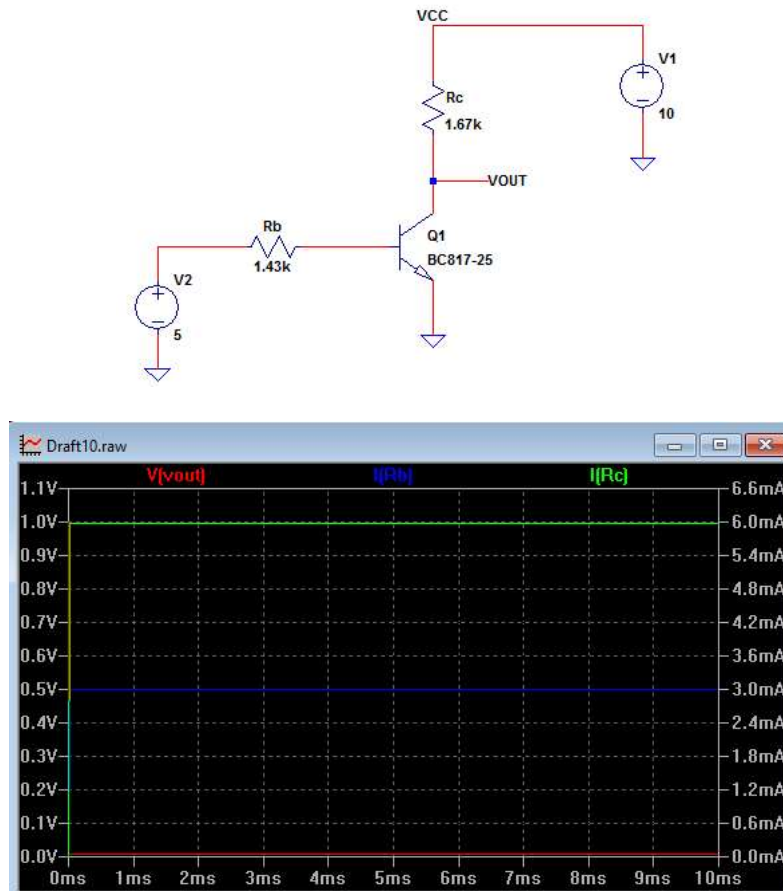 VCC
V1
Rc
1.67k
10
VOUT
Rb
Q1
1.43k
BC817-25
V2
5
Draft10.raw
V(vout) I(Rb) I(Rc)
1.1V 6.6mA
1.0V 6.0mA
0.9V 5.4mA
0.8V 4.8mA
0.7V 4.2mA
0.6V 3.6mA
0.5V 3.0mA
0.4V 2.4mA
0.3V 1.8mA
0.2V 1.2mA
0.1V 0.6mA
0.0V 0.0mA
0ms 1ms 2ms 3ms 4ms 5ms 6ms 7ms 8ms 9ms 10ms